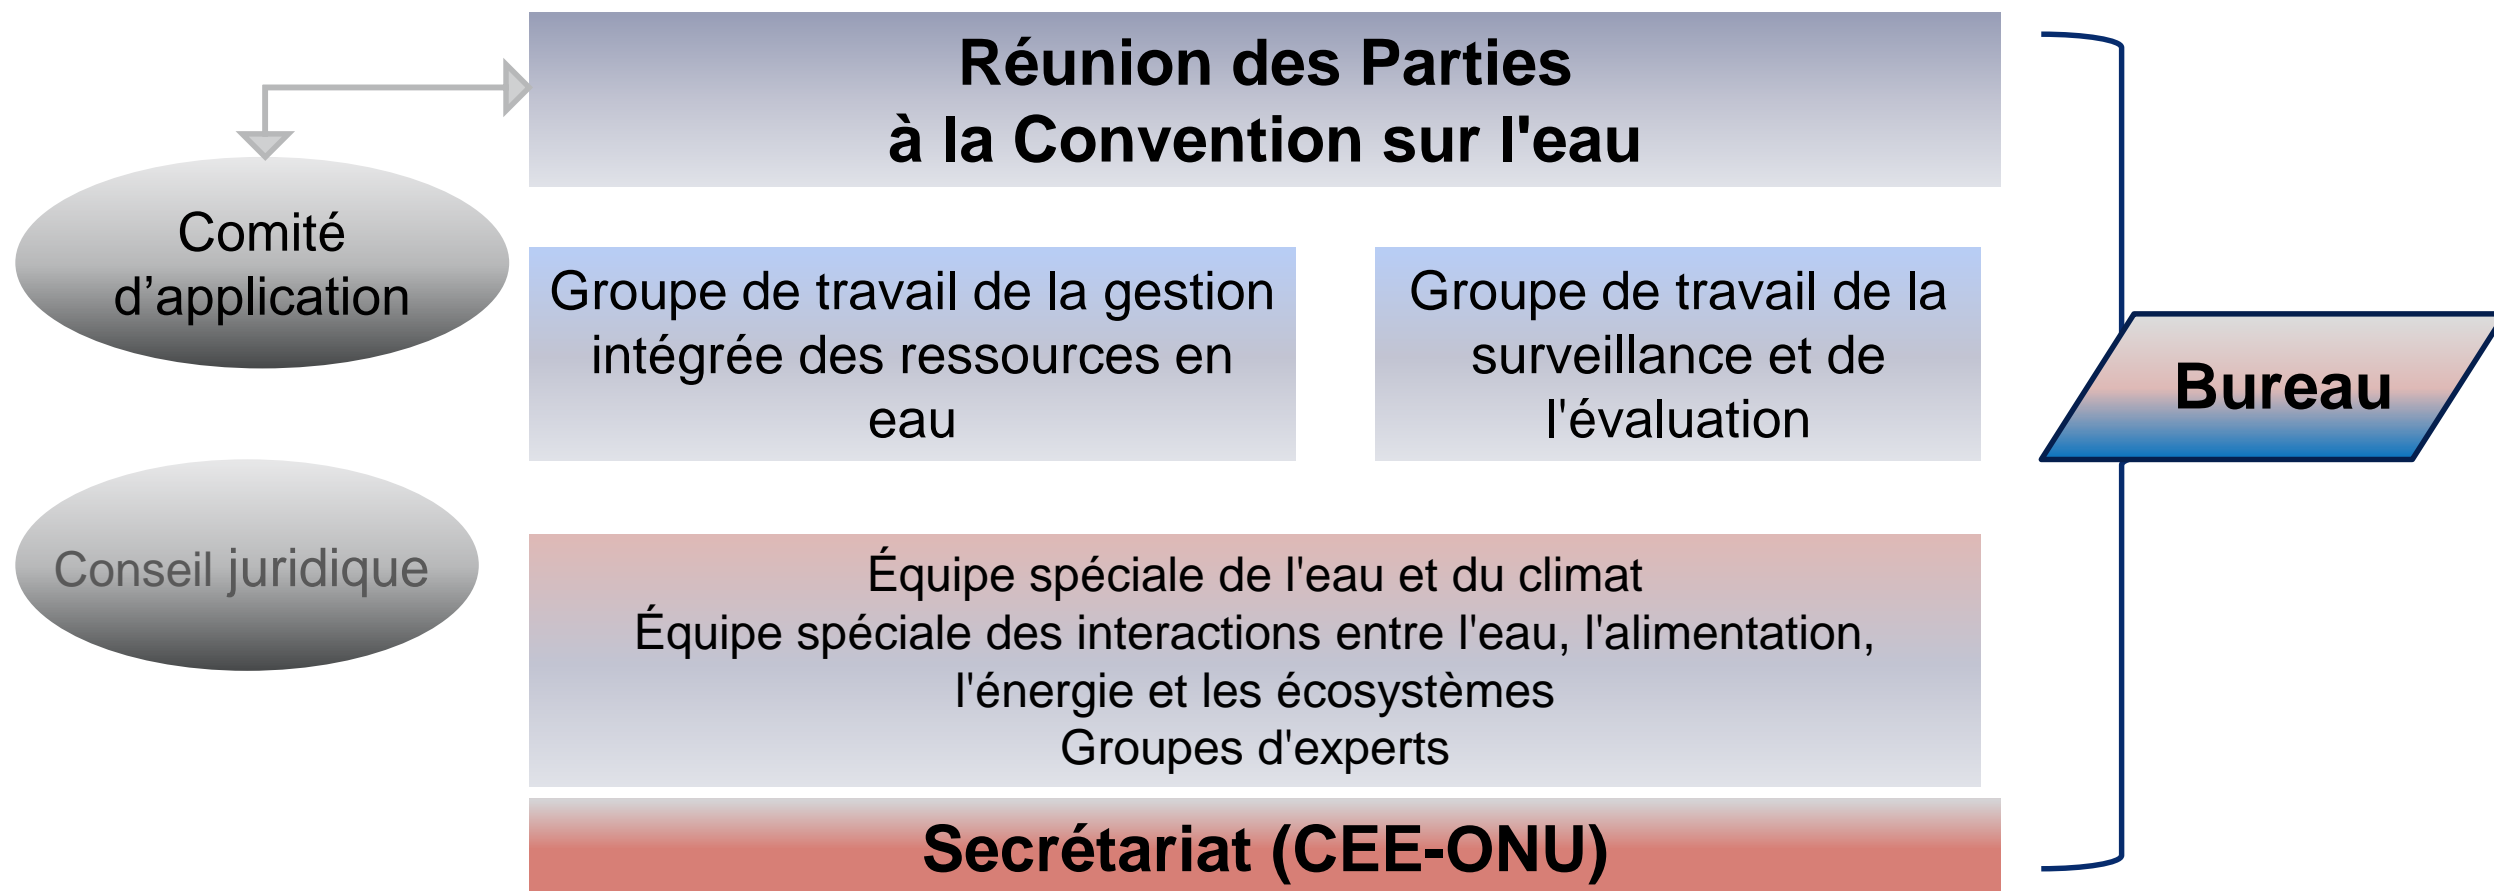 Réunion des Parties
à la Convention sur l'eau
Comité
d’application
Groupe de travail de la gestion
intégrée des ressources en
eau
Groupe de travail de la
surveillance et de
l'évaluation
Bureau
Conseil juridique
Équipe spéciale de l'eau et du climat
Équipe spéciale des interactions entre l'eau, l'alimentation,
l'énergie et les écosystèmes
Groupes d'experts
Secrétariat (CEE-ONU)